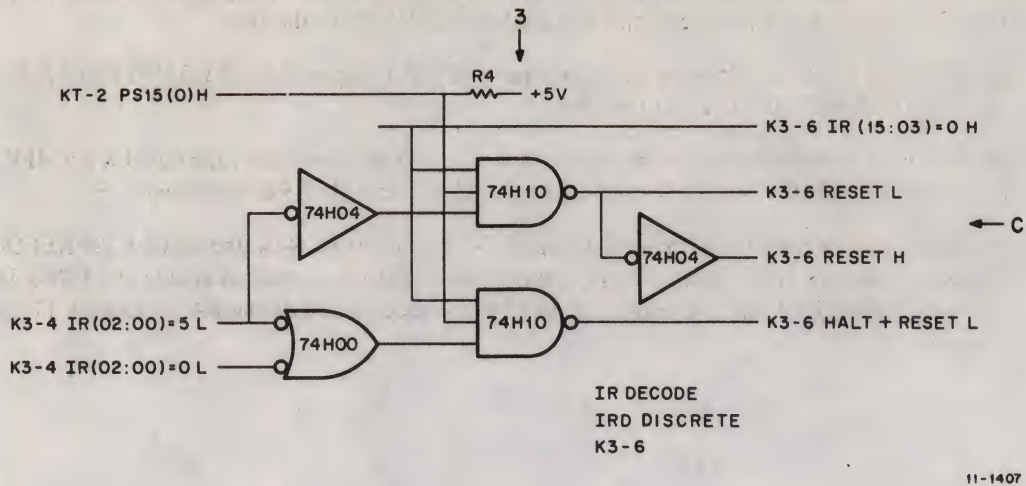 3
R4
KT-2 PS15(0)H
+5V
K3-6 IR (15:03)=0 H
74H10
K3-6 RESET L
74H04
C
74H04
K3-6 RESET H
K3-4 IR(02:00)=5 L
74H10
K3-6 HALT + RESET L
74H00
K3-4 IR(02:00)=0 L
IR DECODE
IRD DISCRETE
K3-6
11-1407